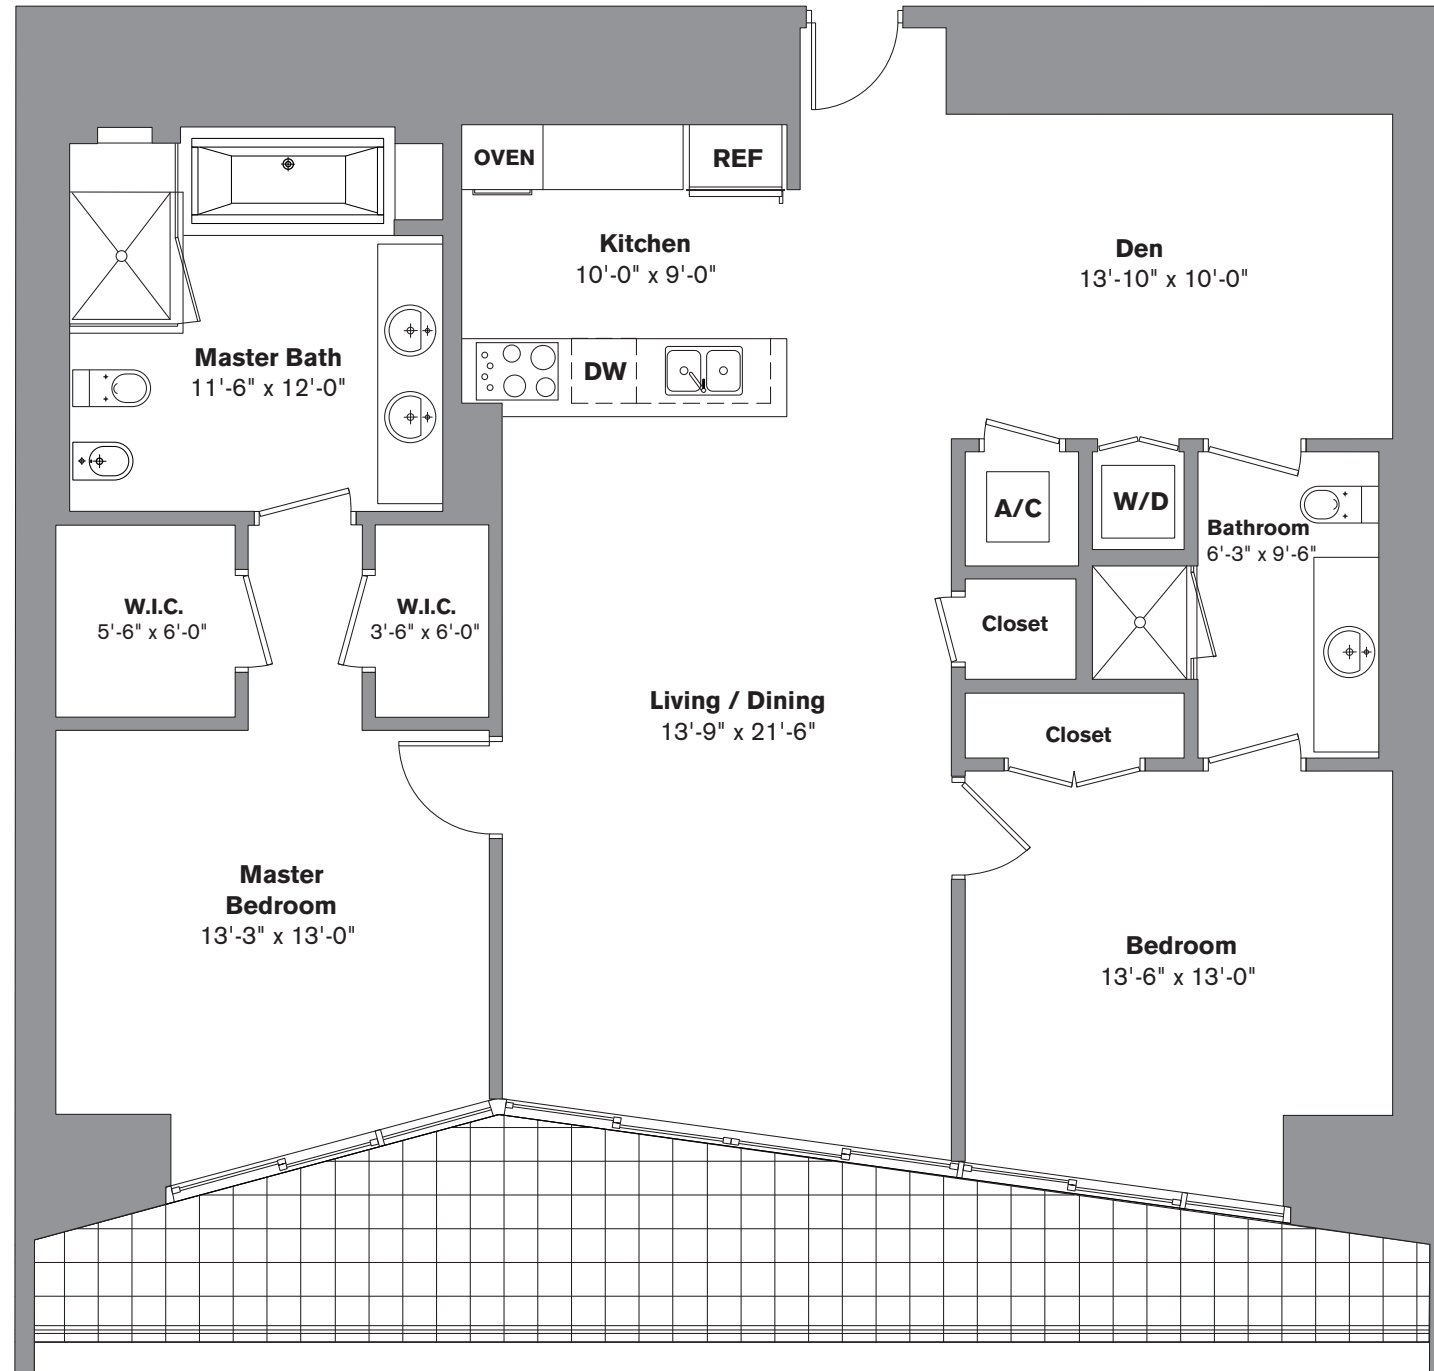 OVEN
REF
Kitchen
10'-0" x 9'-0"
Den
13'-10" x 10'-0"
Master Bath
11'-6" x 12'-0"
DW
A/C
W/D
Bathroom
6'-3" x 9'-6"
W.I.C.
5'-6" x 6'-0"
W.I.C.
3'-6" x 6'-0"
Closet
Living / Dining
13'-9" x 21'-6"
Closet
Master
Bedroom
13'-3" x 13'-0"
Bedroom
13'-6" x 13'-0"